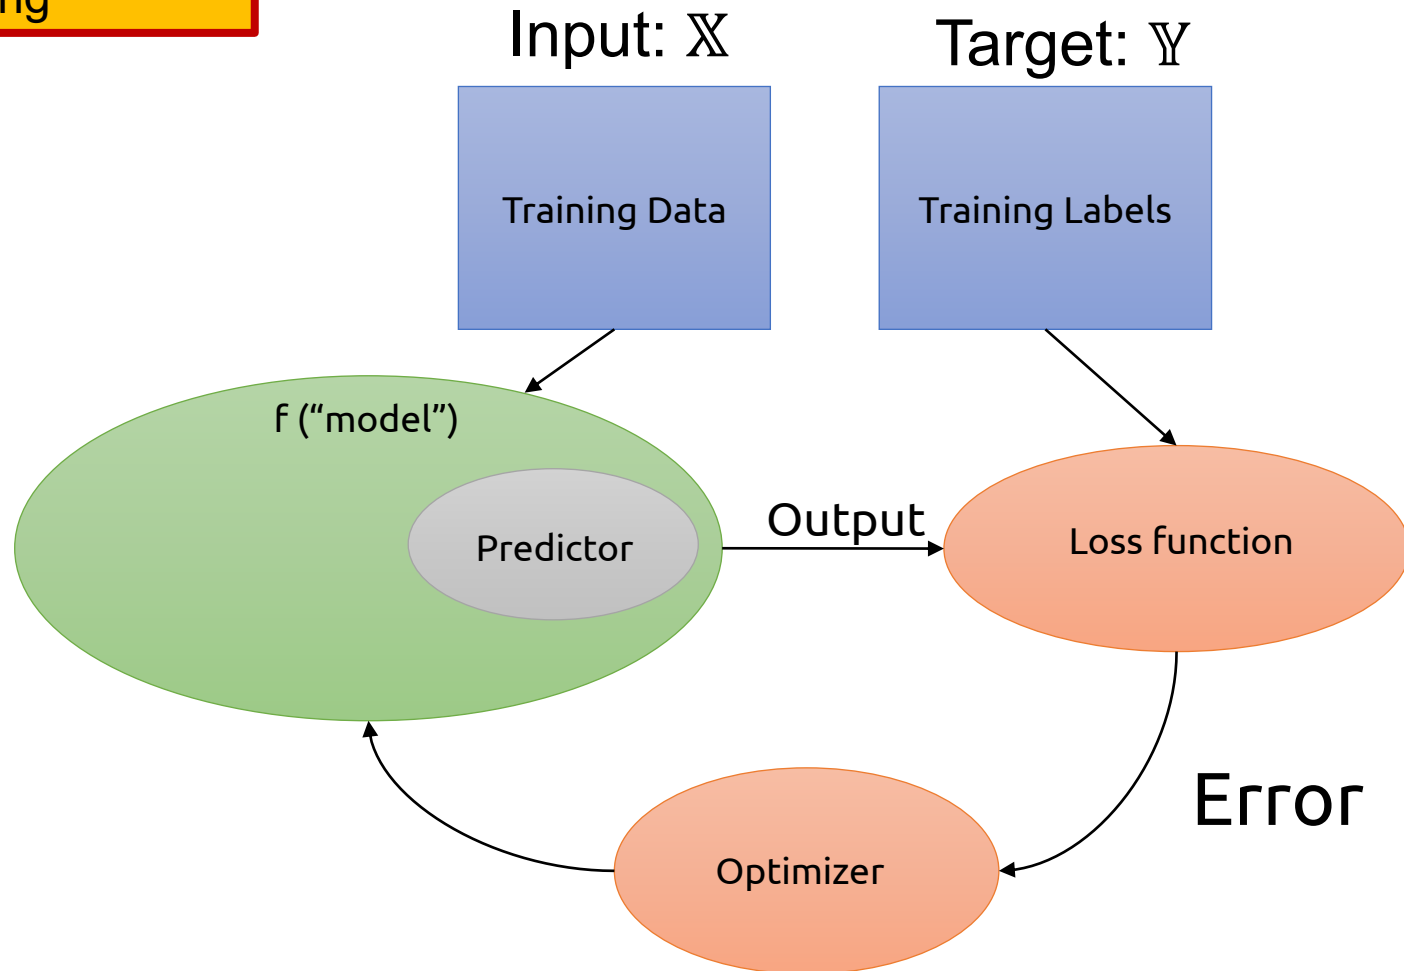 Input: 𝕏
Target: 𝕐
Training Data
Training Labels
f (“model”)
Predictor
Output
Loss function
Error
Optimizer